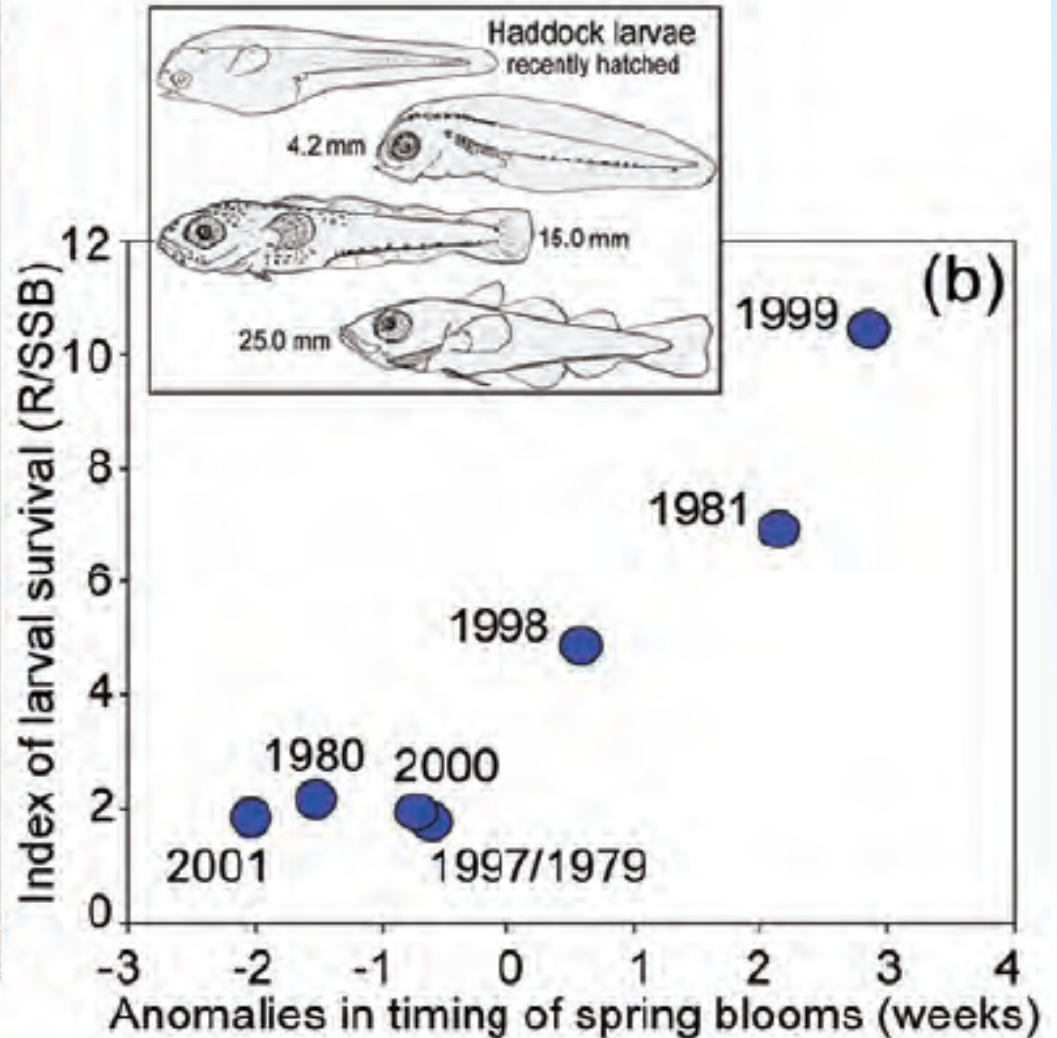 Haddock larvae
recently hatched
4.2 mm
15.0 mm
25.0 mm
(b)
Index of larval survival (R/SSB)
12
10
8
6
4
2
0
1999
1981
1998
1980
2000
2001
1997/1979
-3 -2 -1 0 1 2 3 4
Anomalies in timing of spring blooms (weeks)